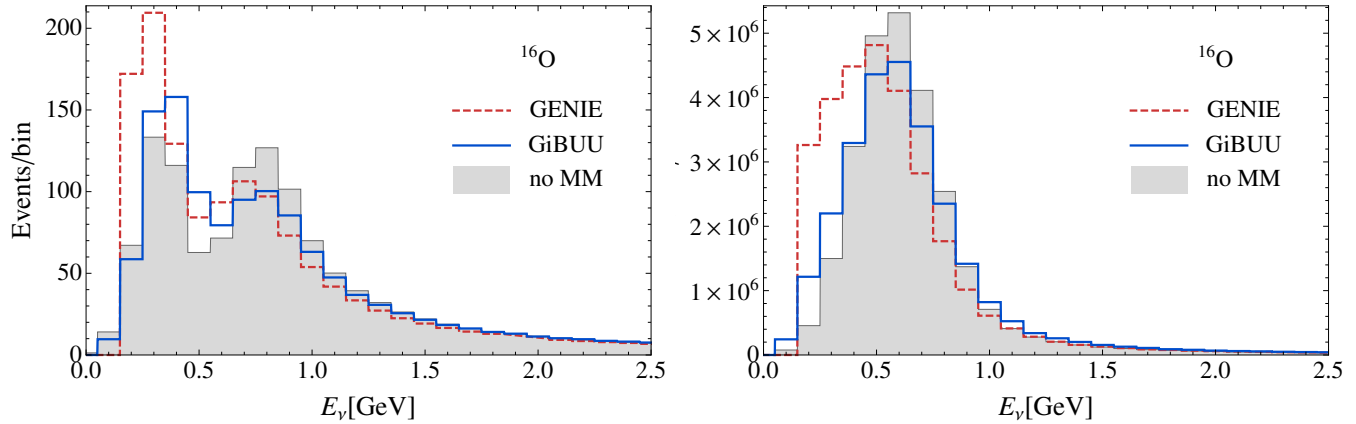 200
150
100
50
0
Events/bin
¹⁶O
GENIE
GiBUU
no MM
0.0 0.5 1.0 1.5 2.0 2.5
E_ν[GeV]
5 × 10⁶
4 × 10⁶
3 × 10⁶
2 × 10⁶
1 × 10⁶
0
¹⁶O
GENIE
GiBUU
no MM
0.0 0.5 1.0 1.5 2.0 2.5
E_ν[GeV]